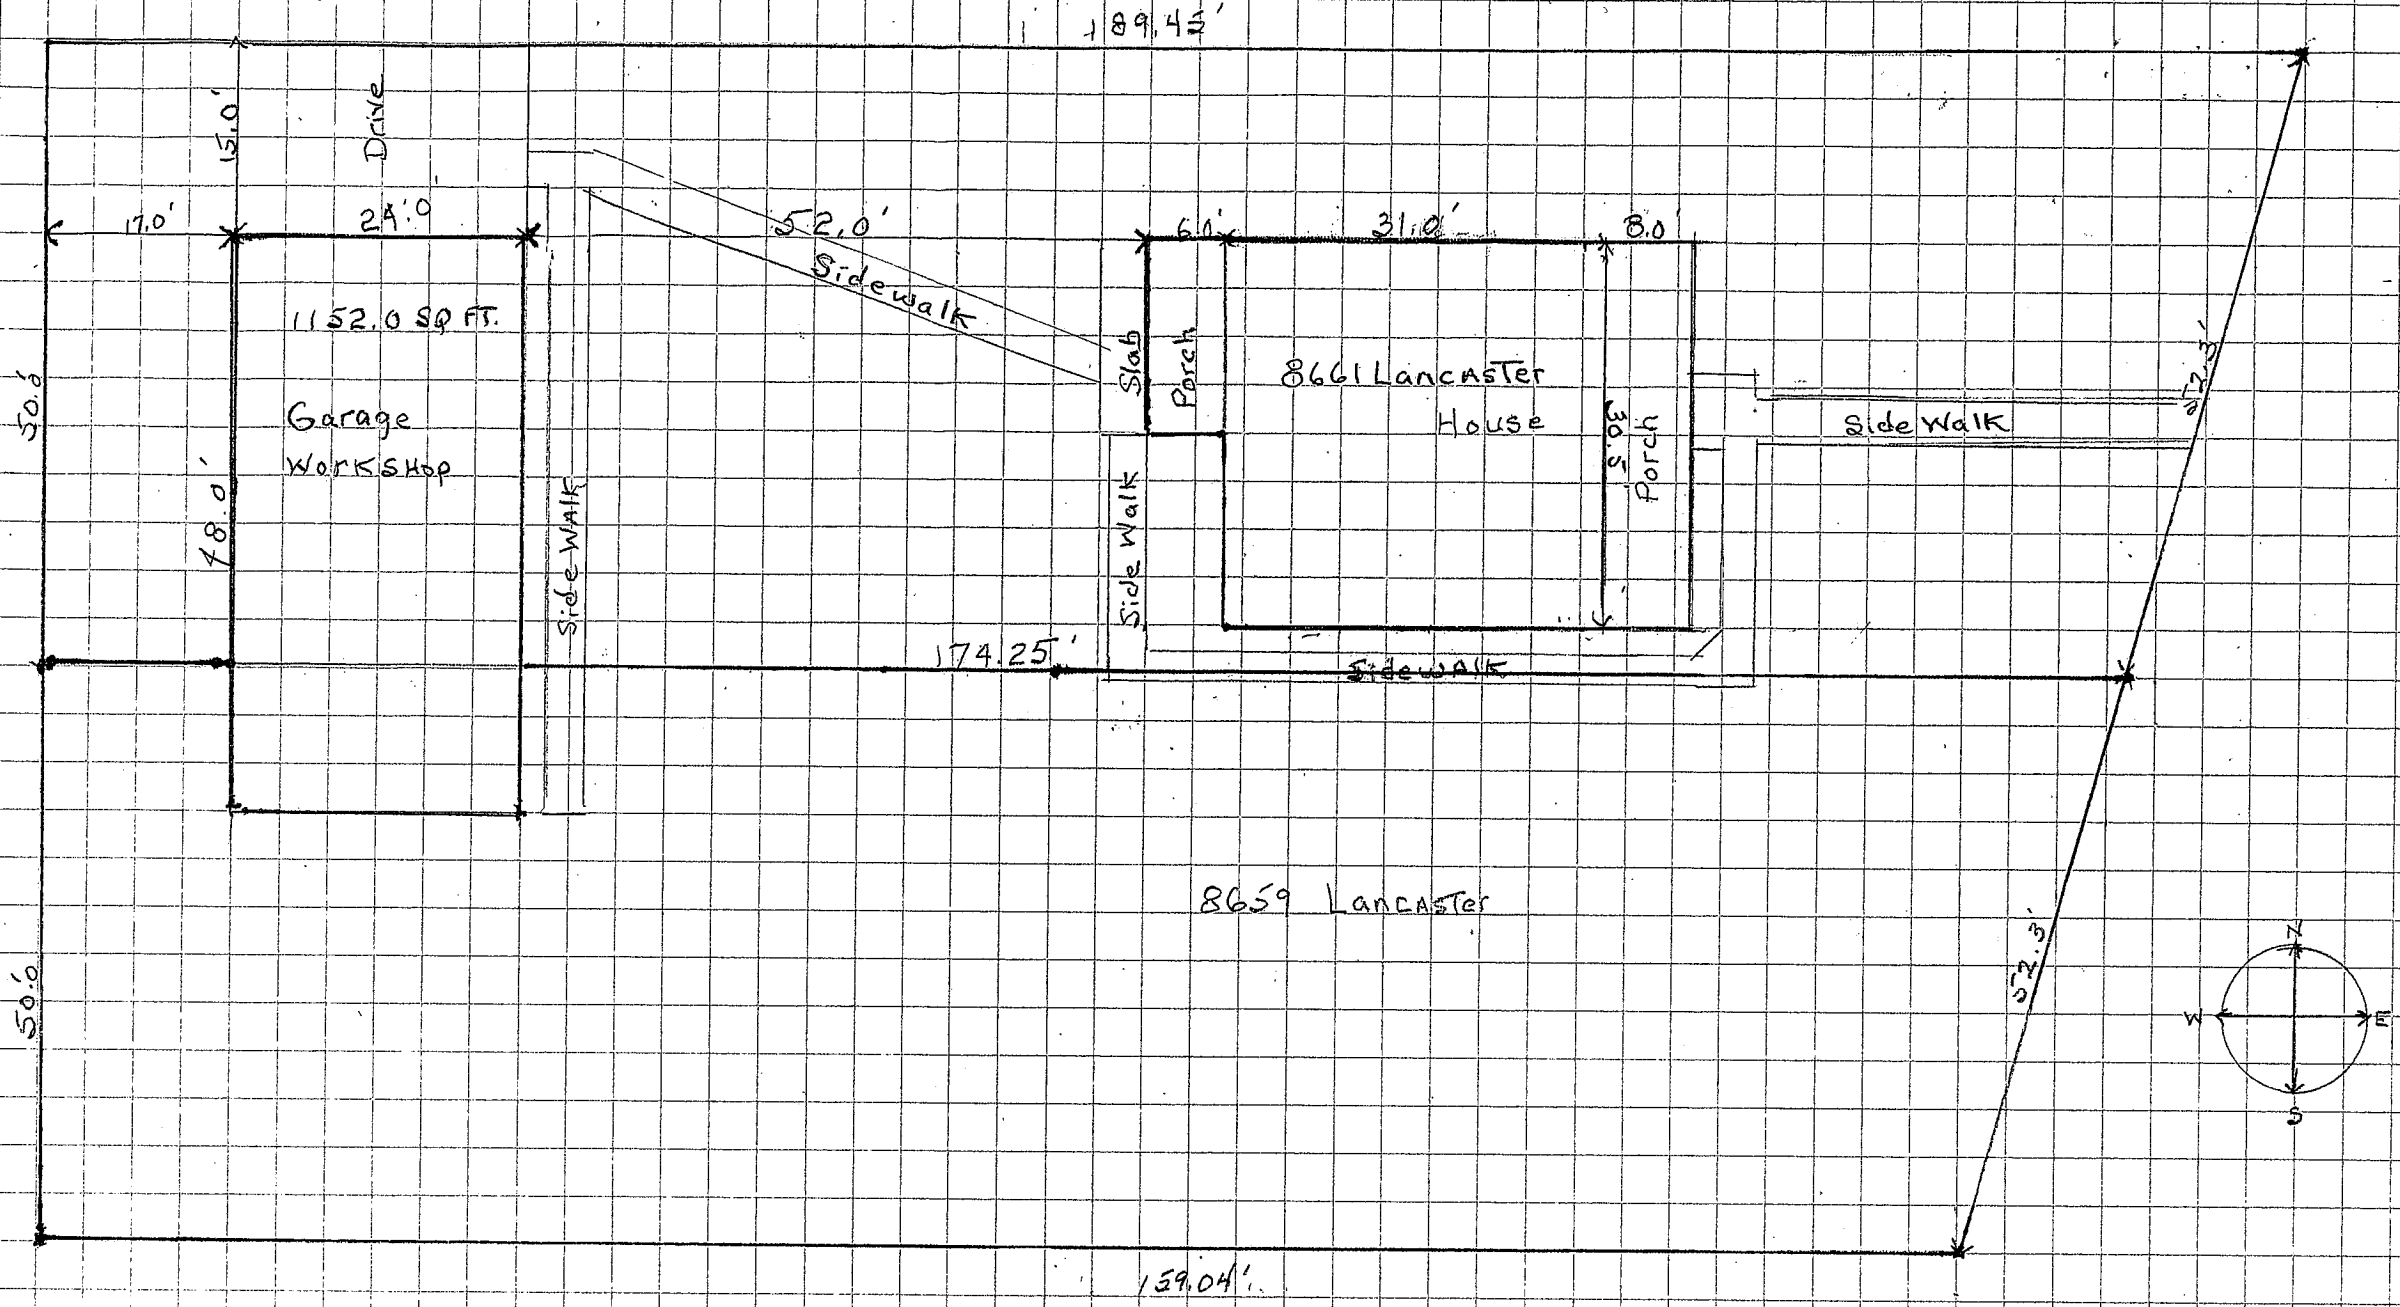 189.45'
15.0'
Drive
17.0'
24'.0'
52.0'
6.0'
31.0'
8.0'
Sidewalk
1152.0 SQ FT.
Garage
WorkSHop
50.'0
48.0'
Side WAlk
Slab
Porch
8661 LancasTer
House
30.5'
Porch
Side Walk
52.3'
Side Walk
174.25'
SidewAlk
8659 LancasTer
50.'0
52.3'
N
W
E
S
159.04'